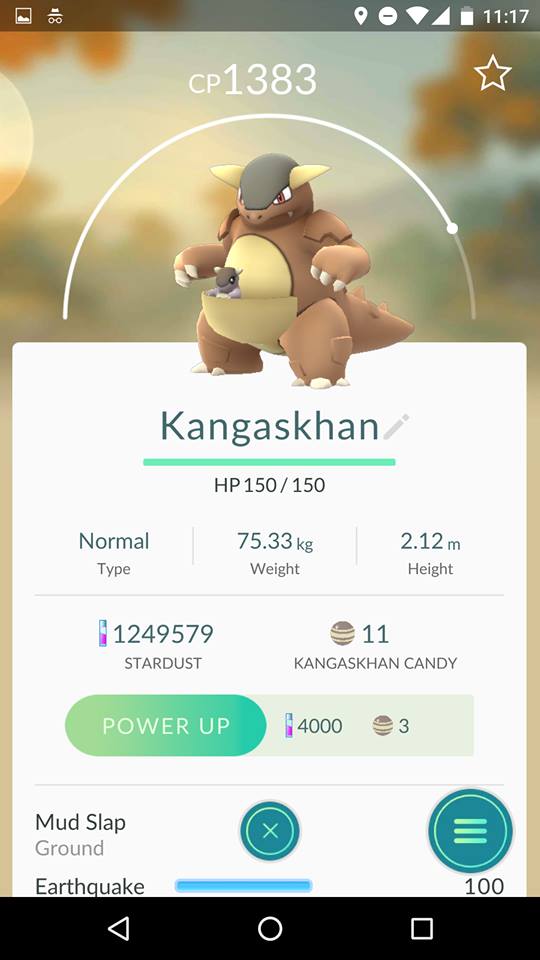 11:17
CP1383
Kangaskhan
HP 150 / 150
Normal 75.33 kg 2.12 m
Type Weight Height
1249579 11
STARDUST KANGASKHAN CANDY
POWER UP 4000 3
Mud Slap
Ground
Earthquake 100